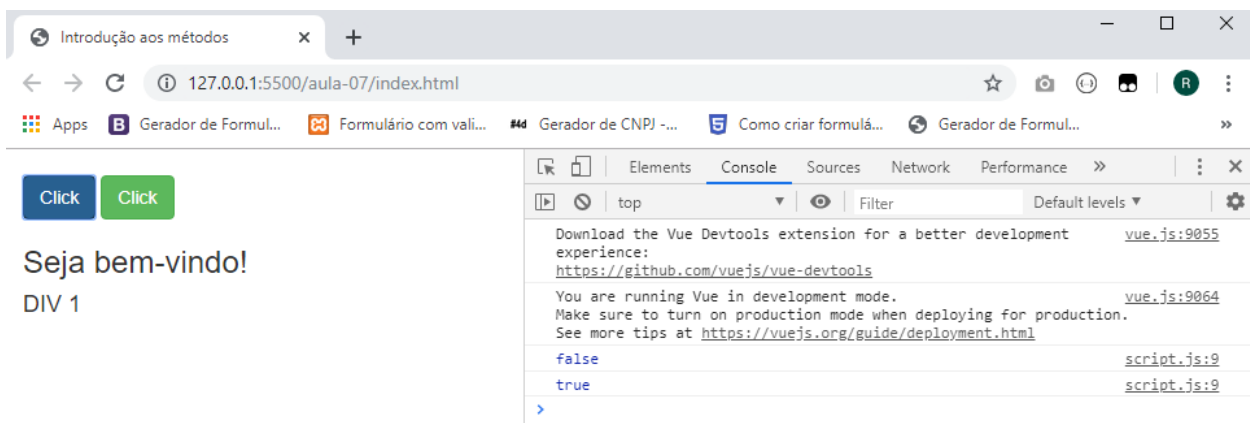 Introdução aos métodos
127.0.0.1:5500/aula-07/index.html
R
Apps B Gerador de Formul... Formulário com vali... #4d Gerador de CNPJ -... 5 Como criar formulá... Gerador de Formul... »
Click Click
Seja bem-vindo!
DIV 1
Elements Console Sources Network Performance »
top Filter Default levels
Download the Vue Devtools extension for a better development vue.js:9055
experience:
https://github.com/vuejs/vue-devtools
You are running Vue in development mode. vue.js:9064
Make sure to turn on production mode when deploying for production.
See more tips at https://vuejs.org/guide/deployment.html
false script.js:9
true script.js:9